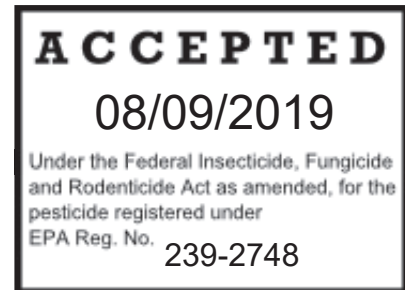 ACCEPTED
08/09/2019
Under the Federal Insecticide, Fungicide
and Rodenticide Act as amended, for the
pesticide registered under
EPA Reg. No. 239-2748